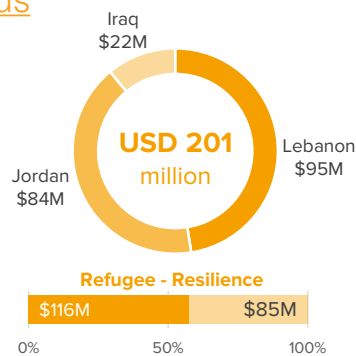 Iraq
$22M
USD 201
million
Lebanon
$95M
Jordan
$84M
Refugee - Resilience
$116M
$85M
0%
50%
100%